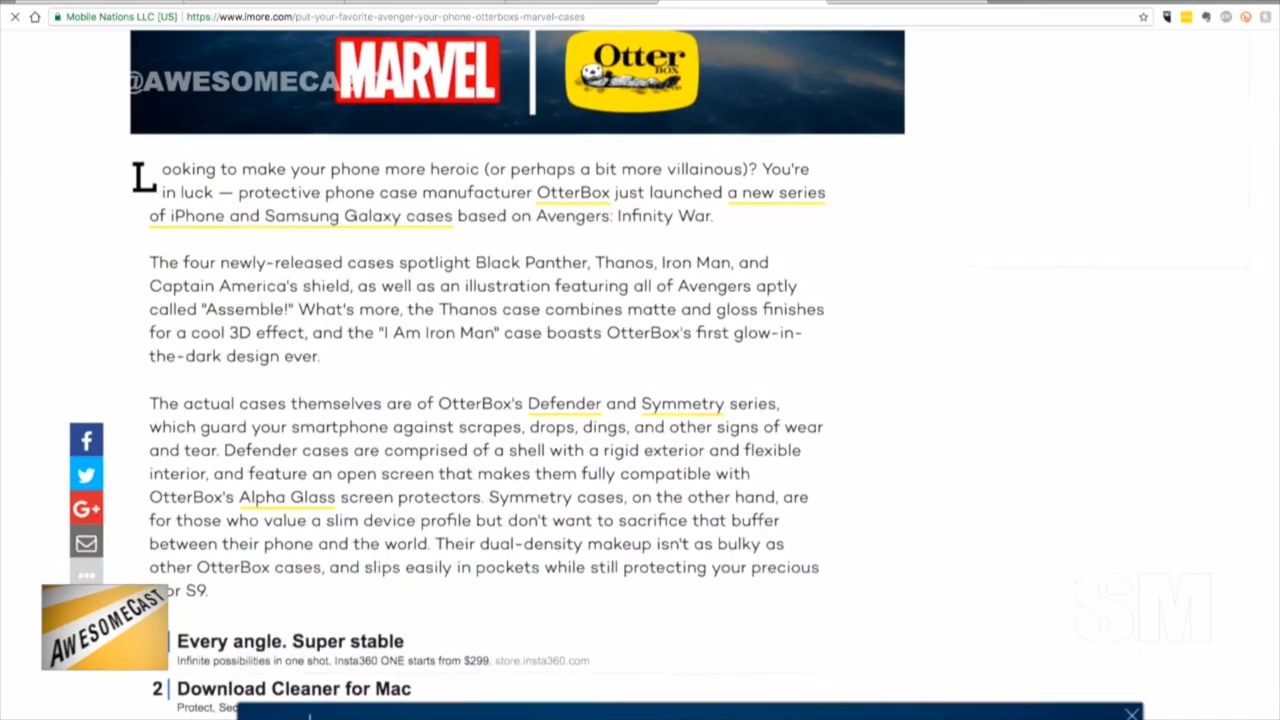 Mobile Nations LLC [US]
https://www.imore.com/put-your-favorite-avenger-your-phone-otterboxs-marvel-cases
@AWESOMECA
MARVEL
Otter
BOX
Looking to make your phone more heroic (or perhaps a bit more villainous)? You're
in luck — protective phone case manufacturer OtterBox just launched a new series
of iPhone and Samsung Galaxy cases based on Avengers: Infinity War.
The four newly-released cases spotlight Black Panther, Thanos, Iron Man, and
Captain America's shield, as well as an illustration featuring all of Avengers aptly
called "Assemble!" What's more, the Thanos case combines matte and gloss finishes
for a cool 3D effect, and the "I Am Iron Man" case boasts OtterBox's first glow-in-
the-dark design ever.
The actual cases themselves are of OtterBox's Defender and Symmetry series,
which guard your smartphone against scrapes, drops, dings, and other signs of wear
and tear. Defender cases are comprised of a shell with a rigid exterior and flexible
interior, and feature an open screen that makes them fully compatible with
OtterBox's Alpha Glass screen protectors. Symmetry cases, on the other hand, are
for those who value a slim device profile but don't want to sacrifice that buffer
between their phone and the world. Their dual-density makeup isn't as bulky as
other OtterBox cases, and slips easily in pockets while still protecting your precious
or S9.
f
G+
AWESOMECAST
SM
Every angle. Super stable
Infinite possibilities in one shot. Insta360 ONE starts from $299. store.insta360.com
2 Download Cleaner for Mac
Protect, Sec